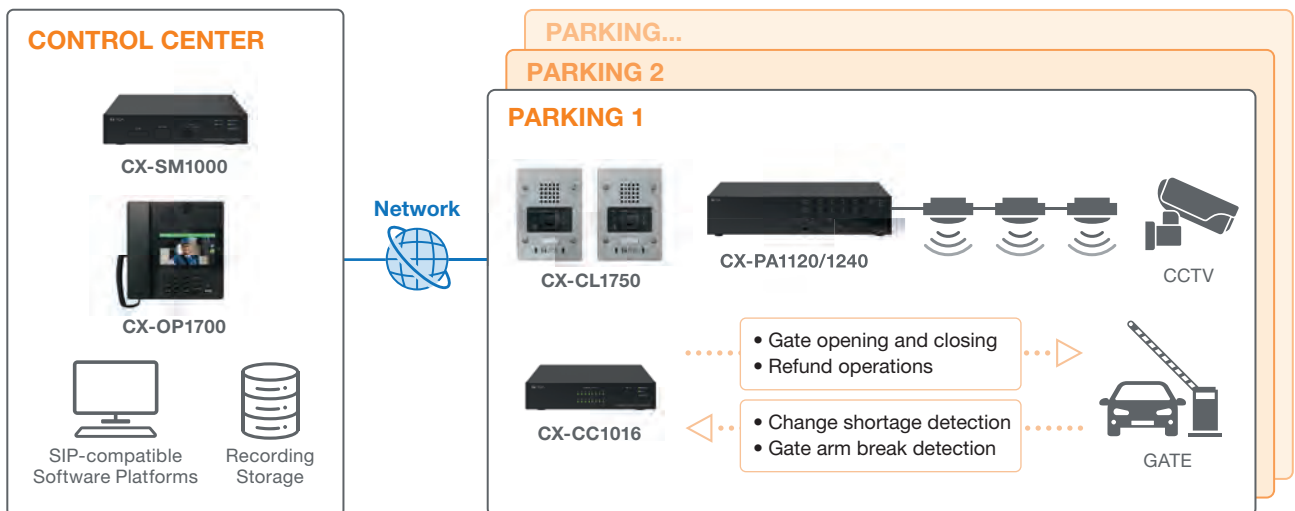 CONTROL CENTER
CX-SM1000
CX-OP1700
SIP-compatible
Software Platforms
Recording
Storage
Network
PARKING...
PARKING 2
PARKING 1
CX-CL1750
CX-PA1120/1240
CCTV
CX-CC1016
• Gate opening and closing
• Refund operations
• Change shortage detection
• Gate arm break detection
GATE